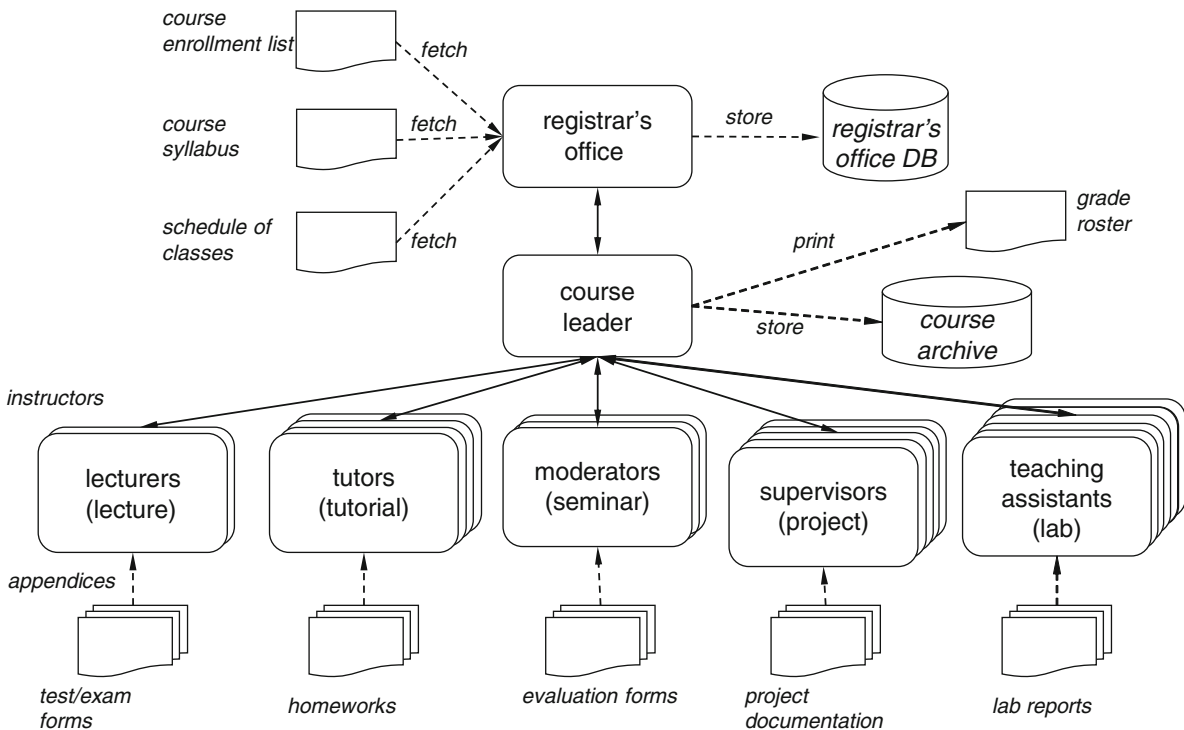 course
enrollment list
fetch
course
syllabus
fetch
schedule of
classes
fetch
registrar's
office
store
registrar's
office DB
grade
roster
print
course
leader
store
course
archive
instructors
lecturers
(lecture)
tutors
(tutorial)
moderators
(seminar)
supervisors
(project)
teaching
assistants
(lab)
appendices
test/exam
forms
homeworks
evaluation forms
project
documentation
lab reports